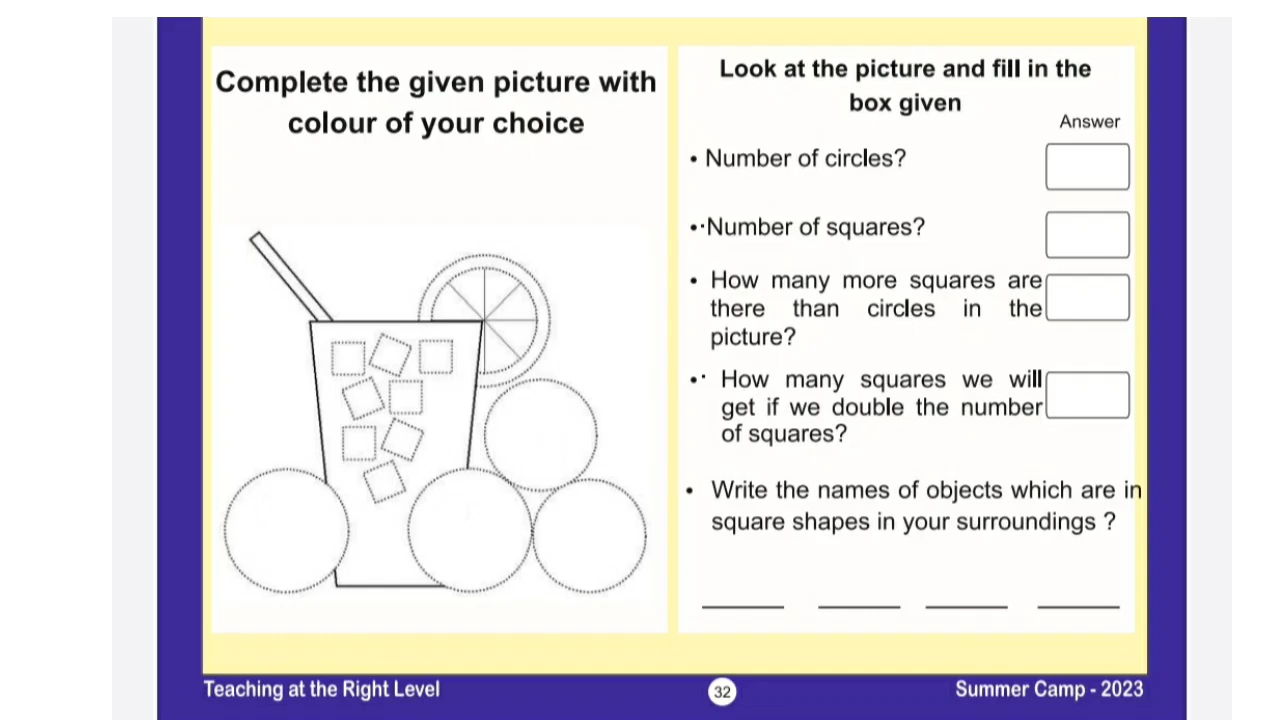 Complete the given picture with
colour of your choice
Look at the picture and fill in the
box given
Answer
• Number of circles?
•·Number of squares?
• How many more squares are
there than circles in the
picture?
•· How many squares we will
get if we double the number
of squares?
• Write the names of objects which are in
square shapes in your surroundings ?
Teaching at the Right Level
32
Summer Camp - 2023